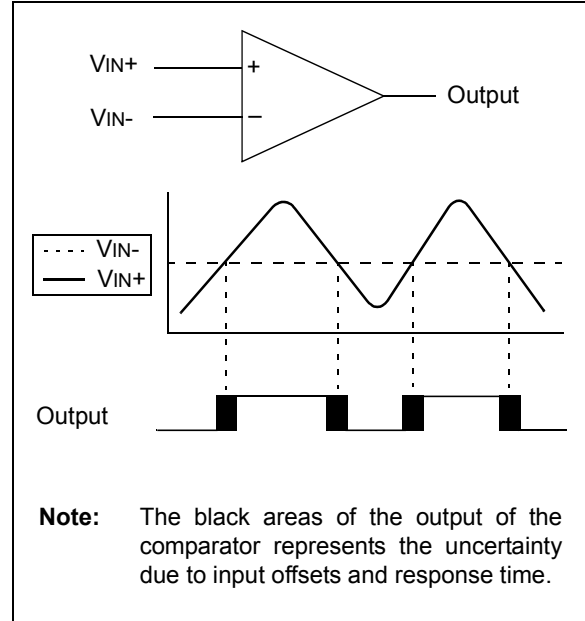 VIN+
+
Output
VIN-
–
VIN-
VIN+
Output
Note: The black areas of the output of the
comparator represents the uncertainty
due to input offsets and response time.